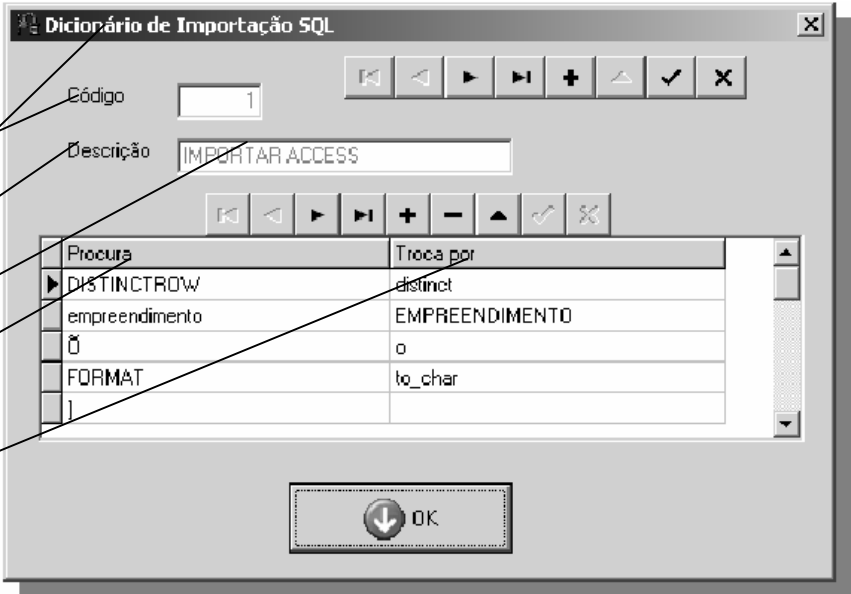 Dicionário de Importação SQL
Código 1
Descrição IMPORTAR ACCESS
Procura Troca por
DISTINCTROW distinct
empreendimento EMPREENDIMENTO
Õ o
FORMAT to_char
]
OK